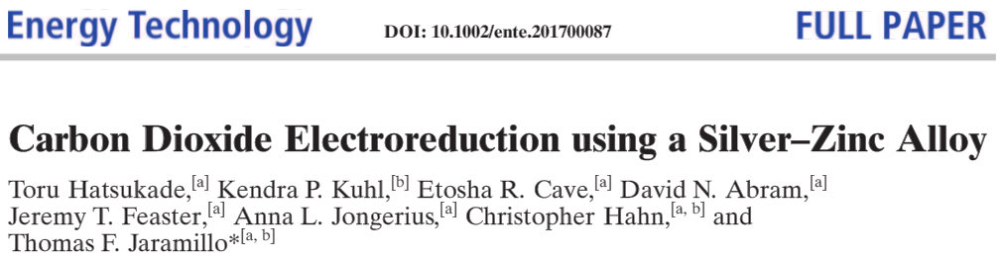 Energy Technology DOI: 10.1002/ente.201700087 FULL PAPER
Carbon Dioxide Electroreduction using a Silver–Zinc Alloy
Toru Hatsukade,[a] Kendra P. Kuhl,[b] Etosha R. Cave,[a] David N. Abram,[a]
Jeremy T. Feaster,[a] Anna L. Jongerius,[a] Christopher Hahn,[a, b] and
Thomas F. Jaramillo*[a, b]